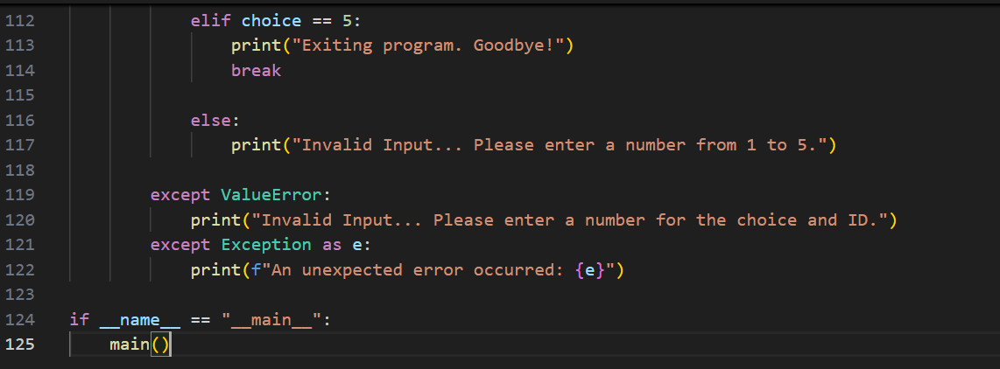 112 elif choice == 5:
113 print("Exiting program. Goodbye!")
114 break
115
116 else:
117 print("Invalid Input... Please enter a number from 1 to 5.")
118
119 except ValueError:
120 print("Invalid Input... Please enter a number for the choice and ID.")
121 except Exception as e:
122 print(f"An unexpected error occurred: {e}")
123
124 if __name__ == "__main__":
125 main()